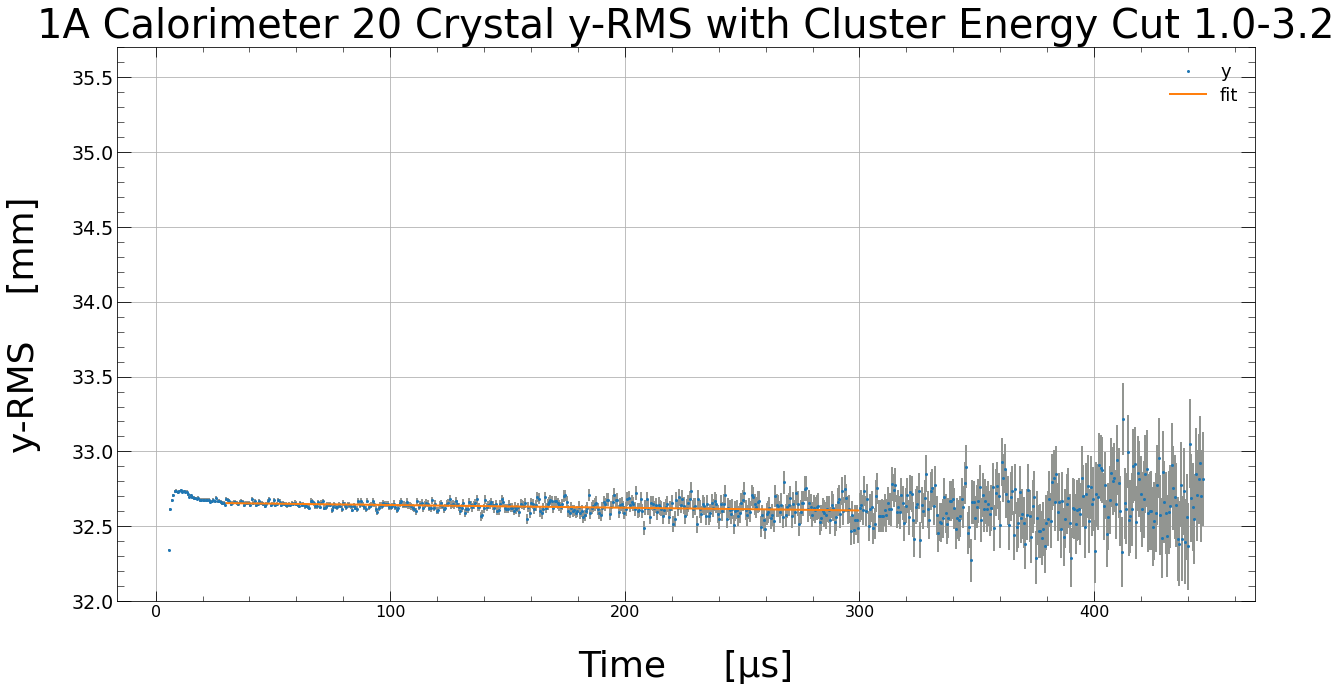 1A Calorimeter 20 Crystal y-RMS with Cluster Energy Cut 1.0-3.2
y
fit
35.5
35.0
34.5
34.0
33.5
33.0
32.5
32.0
y-RMS [mm]
0 100 200 300 400
Time [μs]